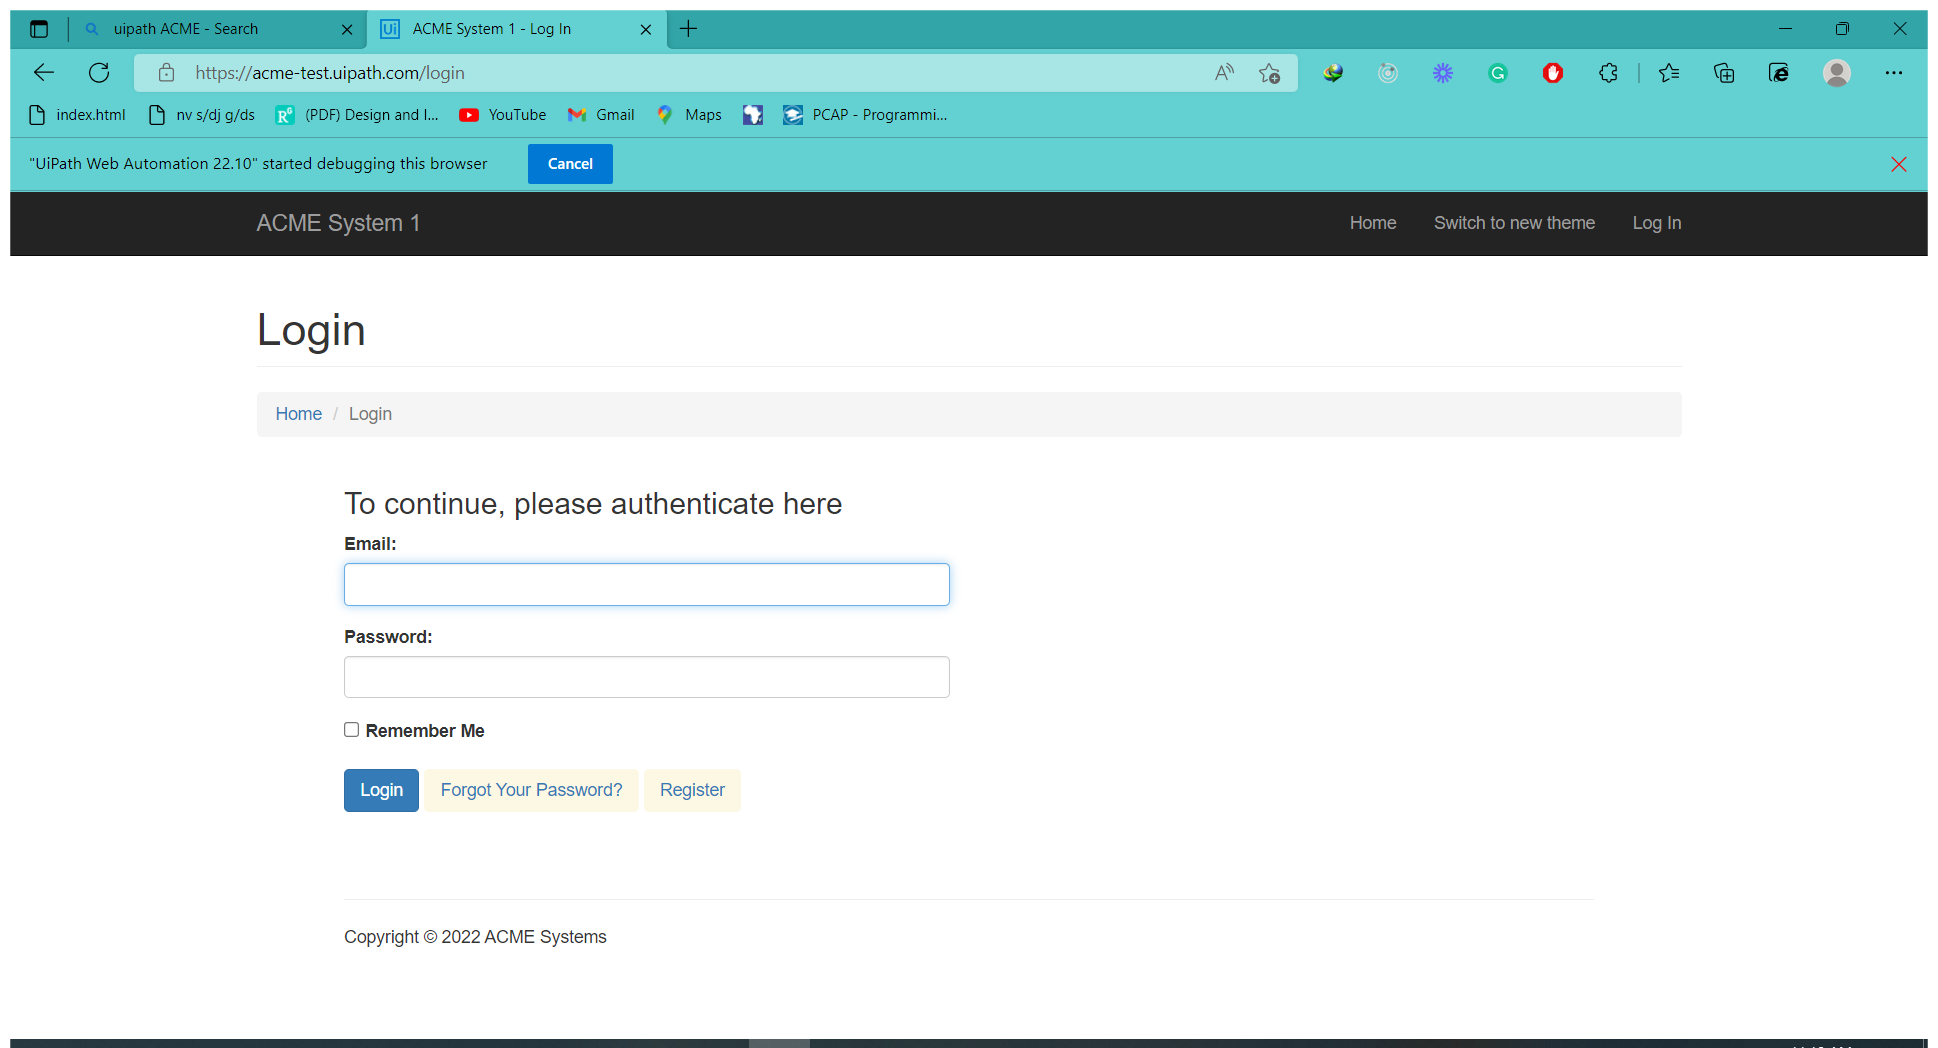 uipath ACME - Search
Ui ACME System 1 - Log In
https://acme-test.uipath.com/login
index.html nv s/dj g/ds (PDF) Design and I... YouTube Gmail Maps PCAP - Programmi...
"UiPath Web Automation 22.10" started debugging this browser Cancel
ACME System 1 Home Switch to new theme Log In
Login
Home / Login
To continue, please authenticate here
Email:
Password:
Remember Me
Login Forgot Your Password? Register
Copyright © 2022 ACME Systems